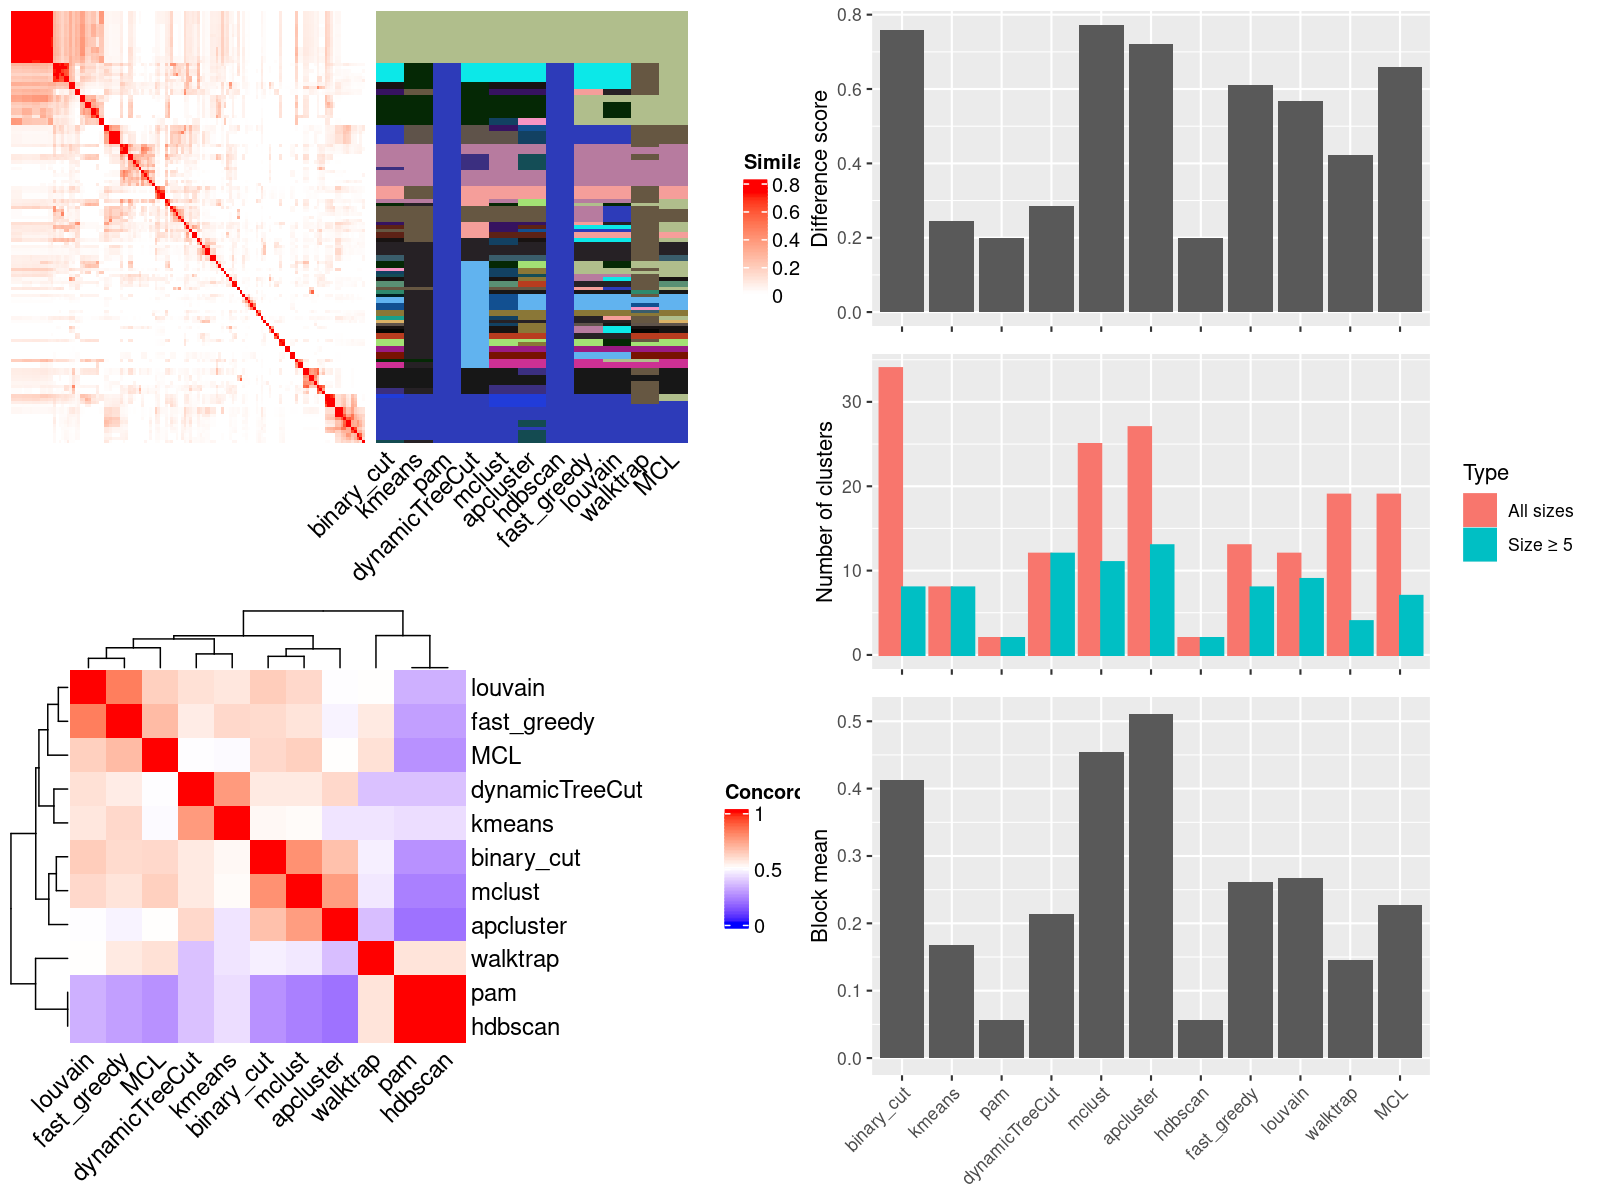 Simila
0.8
0.6
0.4
0.2
0
binary_cut
kmeans
pam
dynamicTreeCut
mclust
apcluster
hdbscan
fast_greedy
louvain
walktrap
MCL
louvain
fast_greedy
MCL
dynamicTreeCut
kmeans
binary_cut
mclust
apcluster
walktrap
pam
hdbscan
louvain
fast_greedy
MCL
dynamicTreeCut
kmeans
binary_cut
mclust
apcluster
walktrap
pam
hdbscan
Concord
1
0.5
0
Difference score
0.8
0.6
0.4
0.2
0.0
Number of clusters
30
20
10
0
Type
All sizes
Size ≥ 5
Block mean
0.5
0.4
0.3
0.2
0.1
0.0
binary_cut
kmeans
pam
dynamicTreeCut
mclust
apcluster
hdbscan
fast_greedy
louvain
walktrap
MCL